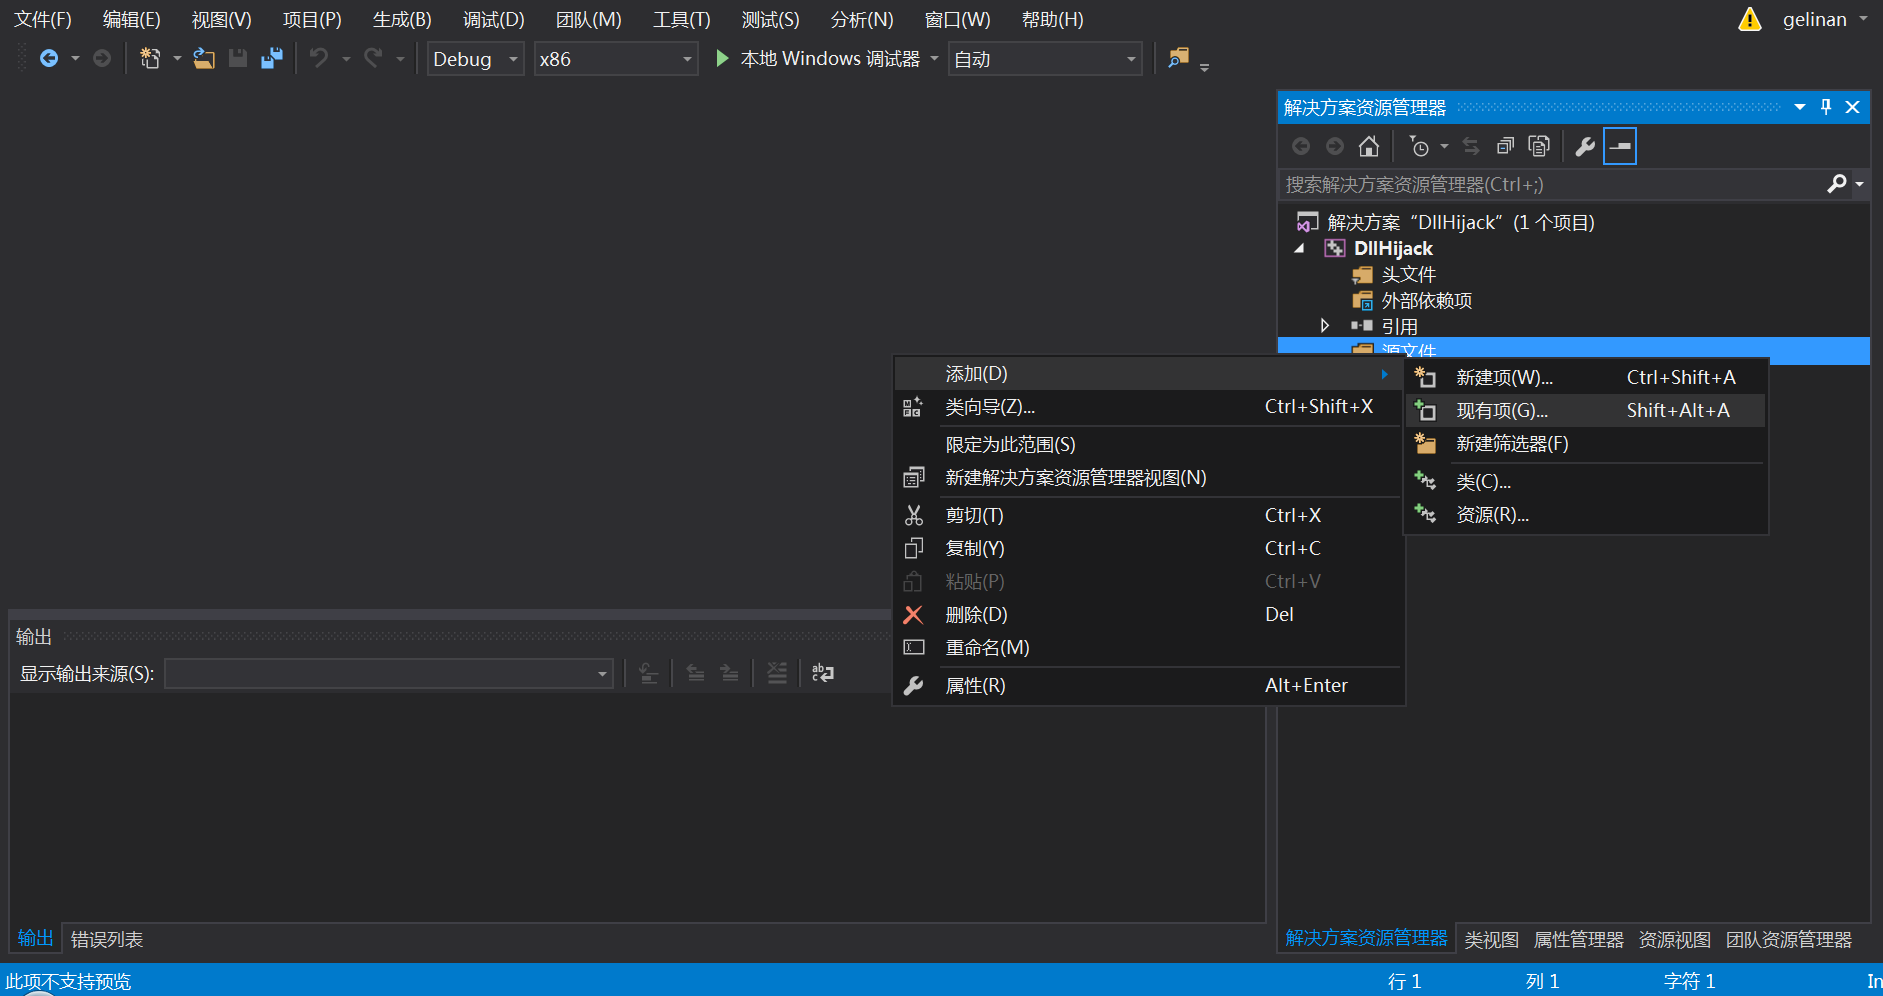 文件(F) 编辑(E) 视图(V) 项目(P) 生成(B) 调试(D) 团队(M) 工具(T) 测试(S) 分析(N) 窗口(W) 帮助(H) gelinan
Debug x86 本地 Windows 调试器 自动
解决方案资源管理器
搜索解决方案资源管理器(Ctrl+;)
解决方案“DllHijack”(1 个项目)
DllHijack
头文件
外部依赖项
引用
源文件
添加(D)
类向导(Z)... Ctrl+Shift+X
限定为此范围(S)
新建解决方案资源管理器视图(N)
剪切(T) Ctrl+X
复制(Y) Ctrl+C
粘贴(P) Ctrl+V
删除(D) Del
重命名(M)
属性(R) Alt+Enter
新建项(W)... Ctrl+Shift+A
现有项(G)... Shift+Alt+A
新建筛选器(F)
类(C)...
资源(R)...
输出
显示输出来源(S):
输出 错误列表
解决方案资源管理器 类视图 属性管理器 资源视图 团队资源管理器
此项不支持预览 行 1 列 1 字符 1 In